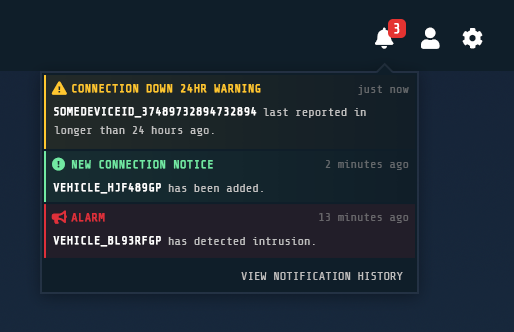 3
CONNECTION DOWN 24HR WARNING just now
SOMEDEVICEID_37489732894732894 last reported in
longer than 24 hours ago.
NEW CONNECTION NOTICE 2 minutes ago
VEHICLE_HJF489GP has been added.
ALARM 13 minutes ago
VEHICLE_BL93RFGP has detected intrusion.
VIEW NOTIFICATION HISTORY